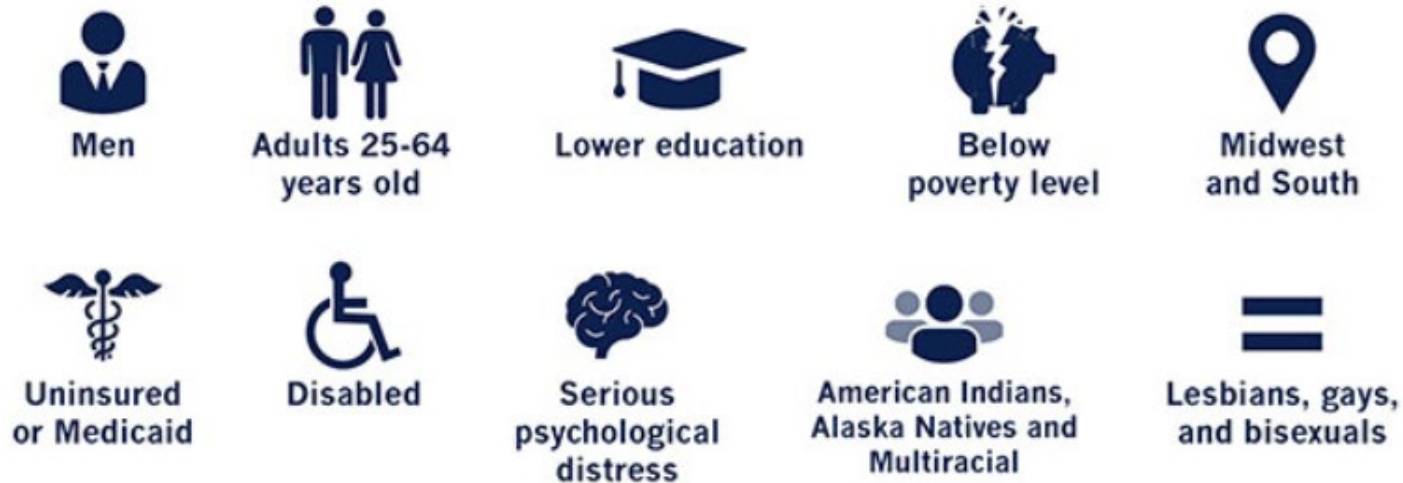 Men
Adults 25-64
years old
Lower education
Below
poverty level
Midwest
and South
Uninsured
or Medicaid
Disabled
Serious
psychological
distress
American Indians,
Alaska Natives and
Multiracial
Lesbians, gays,
and bisexuals